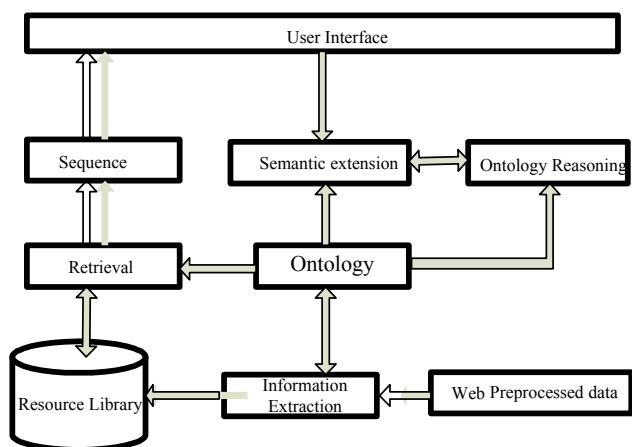 User Interface
Sequence
Semantic extension
Ontology Reasoning
Retrieval
Ontology
Resource Library
Information
Extraction
Web Preprocessed data